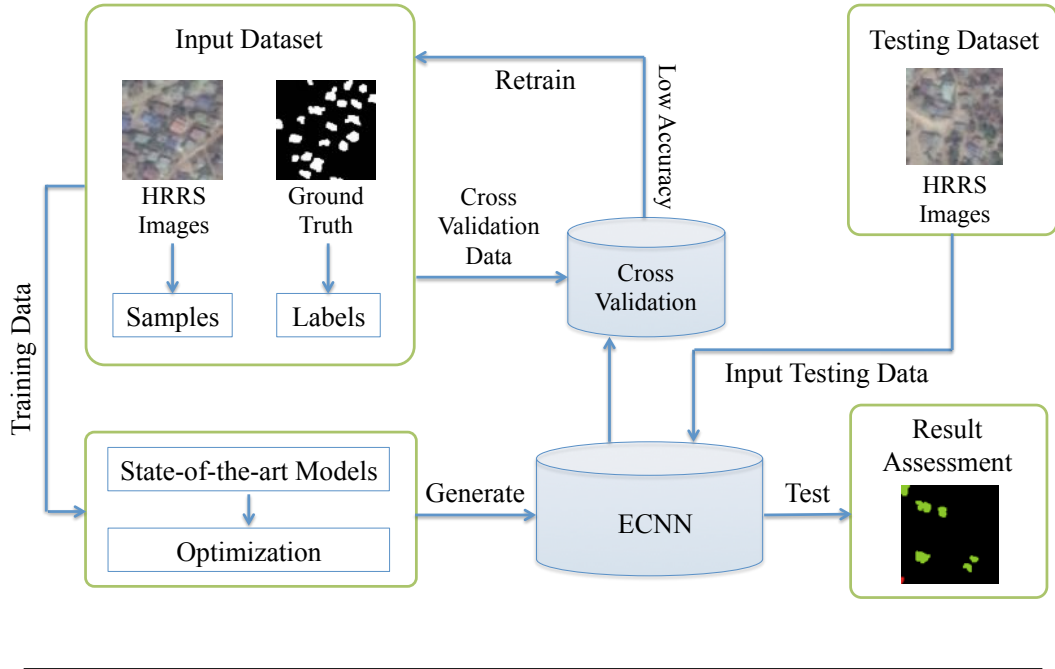 Input Dataset
HRRS
Images
Samples
Ground
Truth
Labels
Retrain
Low Accuracy
Cross
Validation
Data
Cross
Validation
Testing Dataset
HRRS
Images
Input Testing Data
Training Data
State-of-the-art Models
Optimization
Generate
ECNN
Test
Result
Assessment